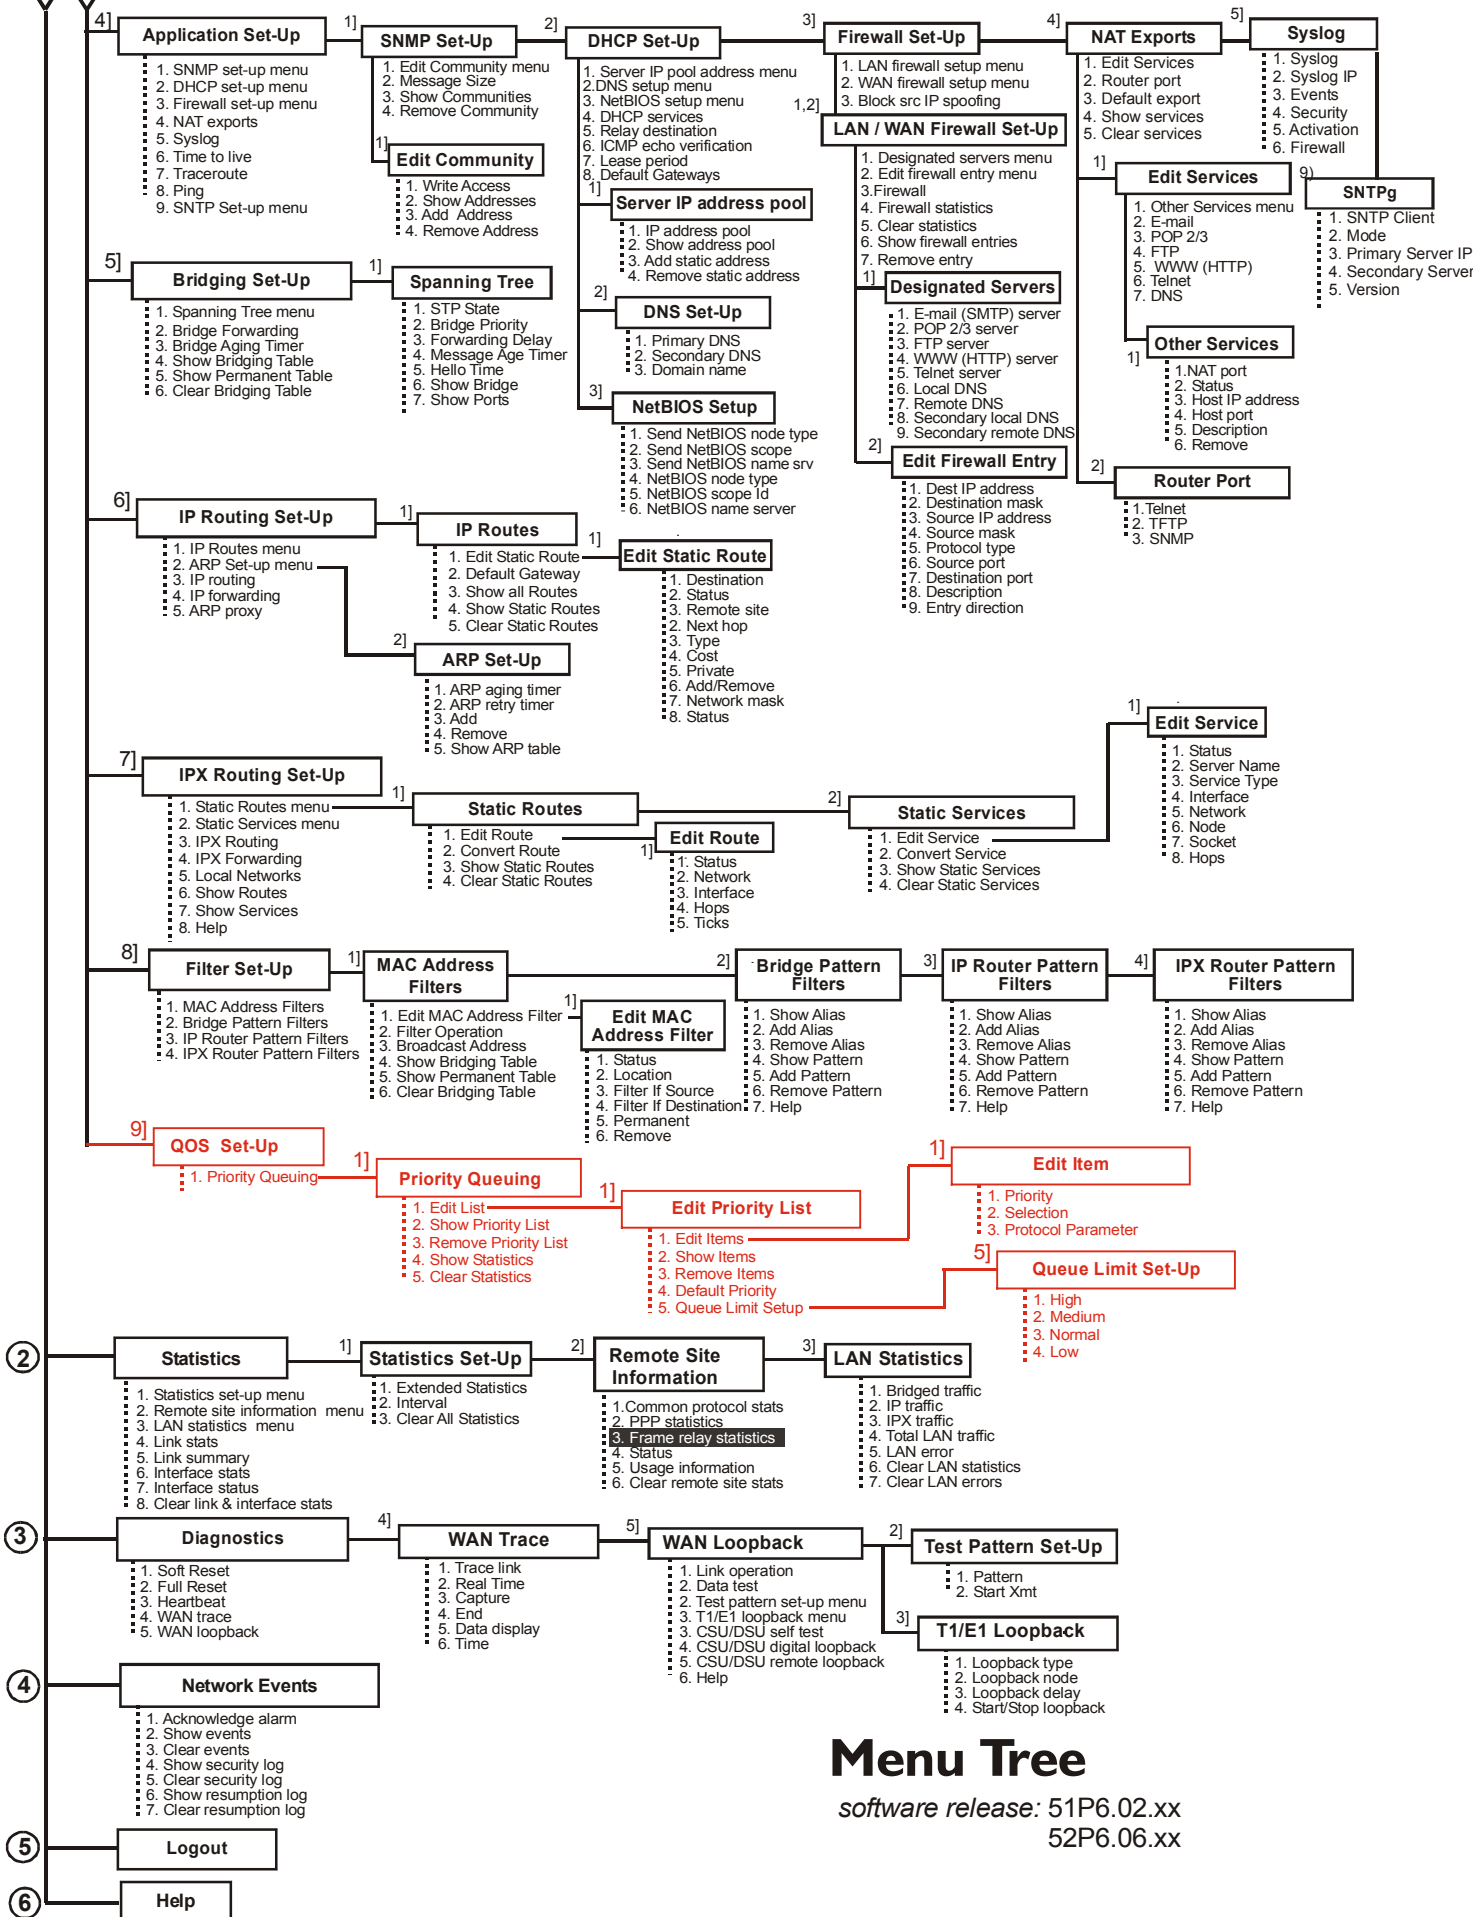 4]
Application Set-Up
1. SNMP set-up menu
2. DHCP set-up menu
3. Firewall set-up menu
4. NAT exports
5. Syslog
6. Time to live
7. Traceroute
8. Ping
9. SNTP Set-up menu
1]
SNMP Set-Up
1. Edit Community menu
2. Message Size
3. Show Communities
4. Remove Community
1]
Edit Community
1. Write Access
2. Show Addresses
3. Add Address
4. Remove Address
2]
DHCP Set-Up
1. Server IP pool address menu
2.DNS setup menu
3. NetBIOS setup menu
4. DHCP services
5. Relay destination
6. ICMP echo verification
7. Lease period
8. Default Gateways
1]
Server IP address pool
1. IP address pool
2. Show address pool
3. Add static address
4. Remove static address
2]
DNS Set-Up
1. Primary DNS
2. Secondary DNS
3. Domain name
3]
NetBIOS Setup
1. Send NetBIOS node type
2. Send NetBIOS scope
3. Send NetBIOS name srv
4. NetBIOS node type
5. NetBIOS scope Id
6. NetBIOS name server
3]
Firewall Set-Up
1. LAN firewall setup menu
2. WAN firewall setup menu
3. Block src IP spoofing
1,2]
LAN / WAN Firewall Set-Up
1. Designated servers menu
2. Edit firewall entry menu
3.Firewall
4. Firewall statistics
5. Clear statistics
6. Show firewall entries
7. Remove entry
1]
Designated Servers
1. E-mail (SMTP) server
2. POP 2/3 server
3. FTP server
4. WWW (HTTP) server
5. Telnet server
6. Local DNS
7. Remote DNS
8. Secondary local DNS
9. Secondary remote DNS
2]
Edit Firewall Entry
1. Dest IP address
2. Destination mask
3. Source IP address
4. Source mask
5. Protocol type
6. Source port
7. Destination port
8. Description
9. Entry direction
4]
NAT Exports
1. Edit Services
2. Router port
3. Default export
4. Show services
5. Clear services
1]
Edit Services
1. Other Services menu
2. E-mail
3. POP 2/3
4. FTP
5. WWW (HTTP)
6. Telnet
7. DNS
1]
Other Services
1.NAT port
2. Status
3. Host IP address
4. Host port
5. Description
6. Remove
2]
Router Port
1.Telnet
2. TFTP
3. SNMP
5]
Syslog
1. Syslog
2. Syslog IP
3. Events
4. Security
5. Activation
6. Firewall
9)
SNTPg
1. SNTP Client
2. Mode
3. Primary Server IP
4. Secondary Server
5. Version
5]
Bridging Set-Up
1. Spanning Tree menu
2. Bridge Forwarding
3. Bridge Aging Timer
4. Show Bridging Table
5. Show Permanent Table
6. Clear Bridging Table
1]
Spanning Tree
1. STP State
2. Bridge Priority
3. Forwarding Delay
4. Message Age Timer
5. Hello Time
6. Show Bridge
7. Show Ports
6]
IP Routing Set-Up
1. IP Routes menu
2. ARP Set-up menu
3. IP routing
4. IP forwarding
5. ARP proxy
1]
IP Routes
1. Edit Static Route
2. Default Gateway
3. Show all Routes
4. Show Static Routes
5. Clear Static Routes
1]
Edit Static Route
1. Destination
2. Status
3. Remote site
2. Next hop
3. Type
4. Cost
5. Private
6. Add/Remove
7. Network mask
8. Status
2]
ARP Set-Up
1. ARP aging timer
2. ARP retry timer
3. Add
4. Remove
5. Show ARP table
7]
IPX Routing Set-Up
1. Static Routes menu
2. Static Services menu
3. IPX Routing
4. IPX Forwarding
5. Local Networks
6. Show Routes
7. Show Services
8. Help
1]
Static Routes
1. Edit Route
2. Convert Route
3. Show Static Routes
4. Clear Static Routes
1]
Edit Route
1. Status
2. Network
3. Interface
4. Hops
5. Ticks
2]
Static Services
1. Edit Service
2. Convert Service
3. Show Static Services
4. Clear Static Services
1]
Edit Service
1. Status
2. Server Name
3. Service Type
4. Interface
5. Network
6. Node
7. Socket
8. Hops
8]
Filter Set-Up
1. MAC Address Filters
2. Bridge Pattern Filters
3. IP Router Pattern Filters
4. IPX Router Pattern Filters
1]
MAC Address
Filters
1. Edit MAC Address Filter
2. Filter Operation
3. Broadcast Address
4. Show Bridging Table
5. Show Permanent Table
6. Clear Bridging Table
1]
Edit MAC
Address Filter
1. Status
2. Location
3. Filter If Source
4. Filter If Destination
5. Permanent
6. Remove
2]
Bridge Pattern
Filters
1. Show Alias
2. Add Alias
3. Remove Alias
4. Show Pattern
5. Add Pattern
6. Remove Pattern
7. Help
3]
IP Router Pattern
Filters
1. Show Alias
2. Add Alias
3. Remove Alias
4. Show Pattern
5. Add Pattern
6. Remove Pattern
7. Help
4]
IPX Router Pattern
Filters
1. Show Alias
2. Add Alias
3. Remove Alias
4. Show Pattern
5. Add Pattern
6. Remove Pattern
7. Help
9]
QOS Set-Up
1. Priority Queuing
1]
Priority Queuing
1. Edit List
2. Show Priority List
3. Remove Priority List
4. Show Statistics
5. Clear Statistics
1]
Edit Priority List
1. Edit Items
2. Show Items
3. Remove Items
4. Default Priority
5. Queue Limit Setup
1]
Edit Item
1. Priority
2. Selection
3. Protocol Parameter
5]
Queue Limit Set-Up
1. High
2. Medium
3. Normal
4. Low
2
Statistics
1. Statistics set-up menu
2. Remote site information menu
3. LAN statistics menu
4. Link stats
5. Link summary
6. Interface stats
7. Interface status
8. Clear link & interface stats
1]
Statistics Set-Up
1. Extended Statistics
2. Interval
3. Clear All Statistics
2]
Remote Site
Information
1.Common protocol stats
2. PPP statistics
3. Frame relay statistics
4. Status
5. Usage information
6. Clear remote site stats
3]
LAN Statistics
1. Bridged traffic
2. IP traffic
3. IPX traffic
4. Total LAN traffic
5. LAN error
6. Clear LAN statistics
7. Clear LAN errors
3
Diagnostics
1. Soft Reset
2. Full Reset
3. Heartbeat
4. WAN trace
5. WAN loopback
4]
WAN Trace
1. Trace link
2. Real Time
3. Capture
4. End
5. Data display
6. Time
5]
WAN Loopback
1. Link operation
2. Data test
2. Test pattern set-up menu
3. T1/E1 loopback menu
3. CSU/DSU self test
4. CSU/DSU digital loopback
5. CSU/DSU remote loopback
6. Help
2]
Test Pattern Set-Up
1. Pattern
2. Start Xmt
3]
T1/E1 Loopback
1. Loopback type
2. Loopback node
3. Loopback delay
4. Start/Stop loopback
4
Network Events
1. Acknowledge alarm
2. Show events
3. Clear events
4. Show security log
5. Clear security log
6. Show resumption log
7. Clear resumption log
Menu Tree
software release: 51P6.02.xx
52P6.06.xx
5
Logout
6
Help